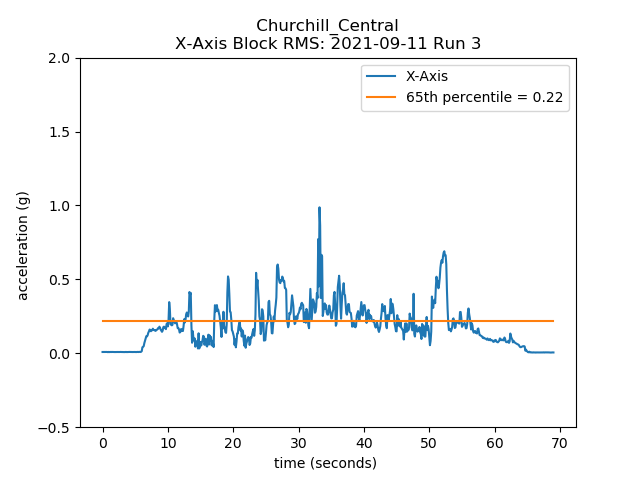 Churchill_Central
X-Axis Block RMS: 2021-09-11 Run 3
X-Axis
65th percentile = 0.22
acceleration (g)
2.0
1.5
1.0
0.5
0.0
−0.5
0 10 20 30 40 50 60 70
time (seconds)